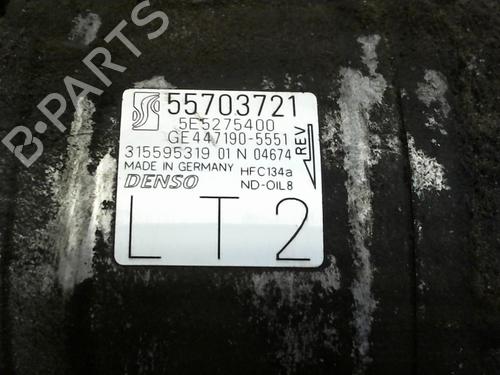 55703721
5E5275400
GE447190-5551
315595319 01 N 04674
MADE IN GERMANY HFC134a
DENSO ND-OIL8
REV
LT2
B-PARTS